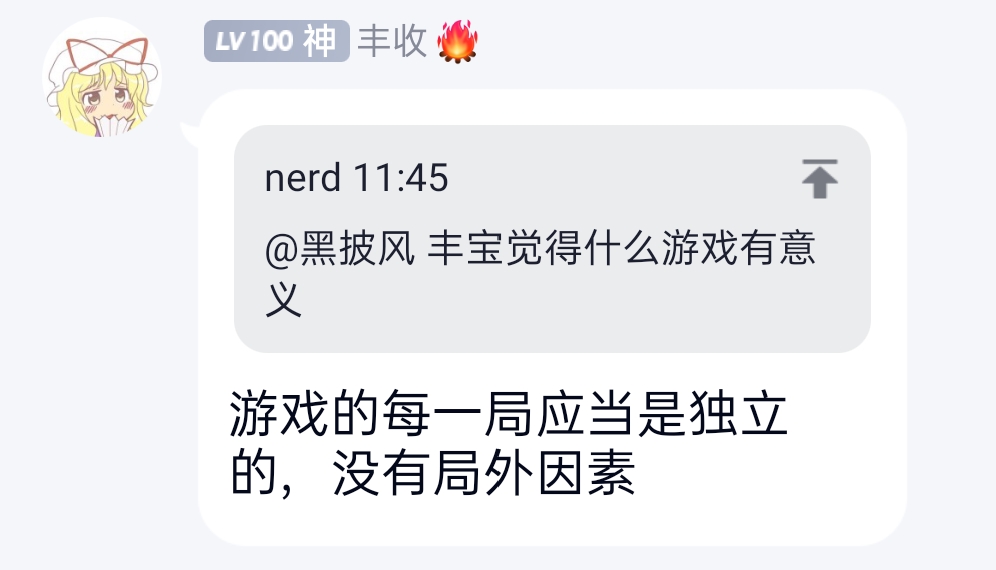 LV100 神 丰收🔥
nerd 11:45
@黑披风 丰宝觉得什么游戏有意
义
游戏的每一局应当是独立
的，没有局外因素